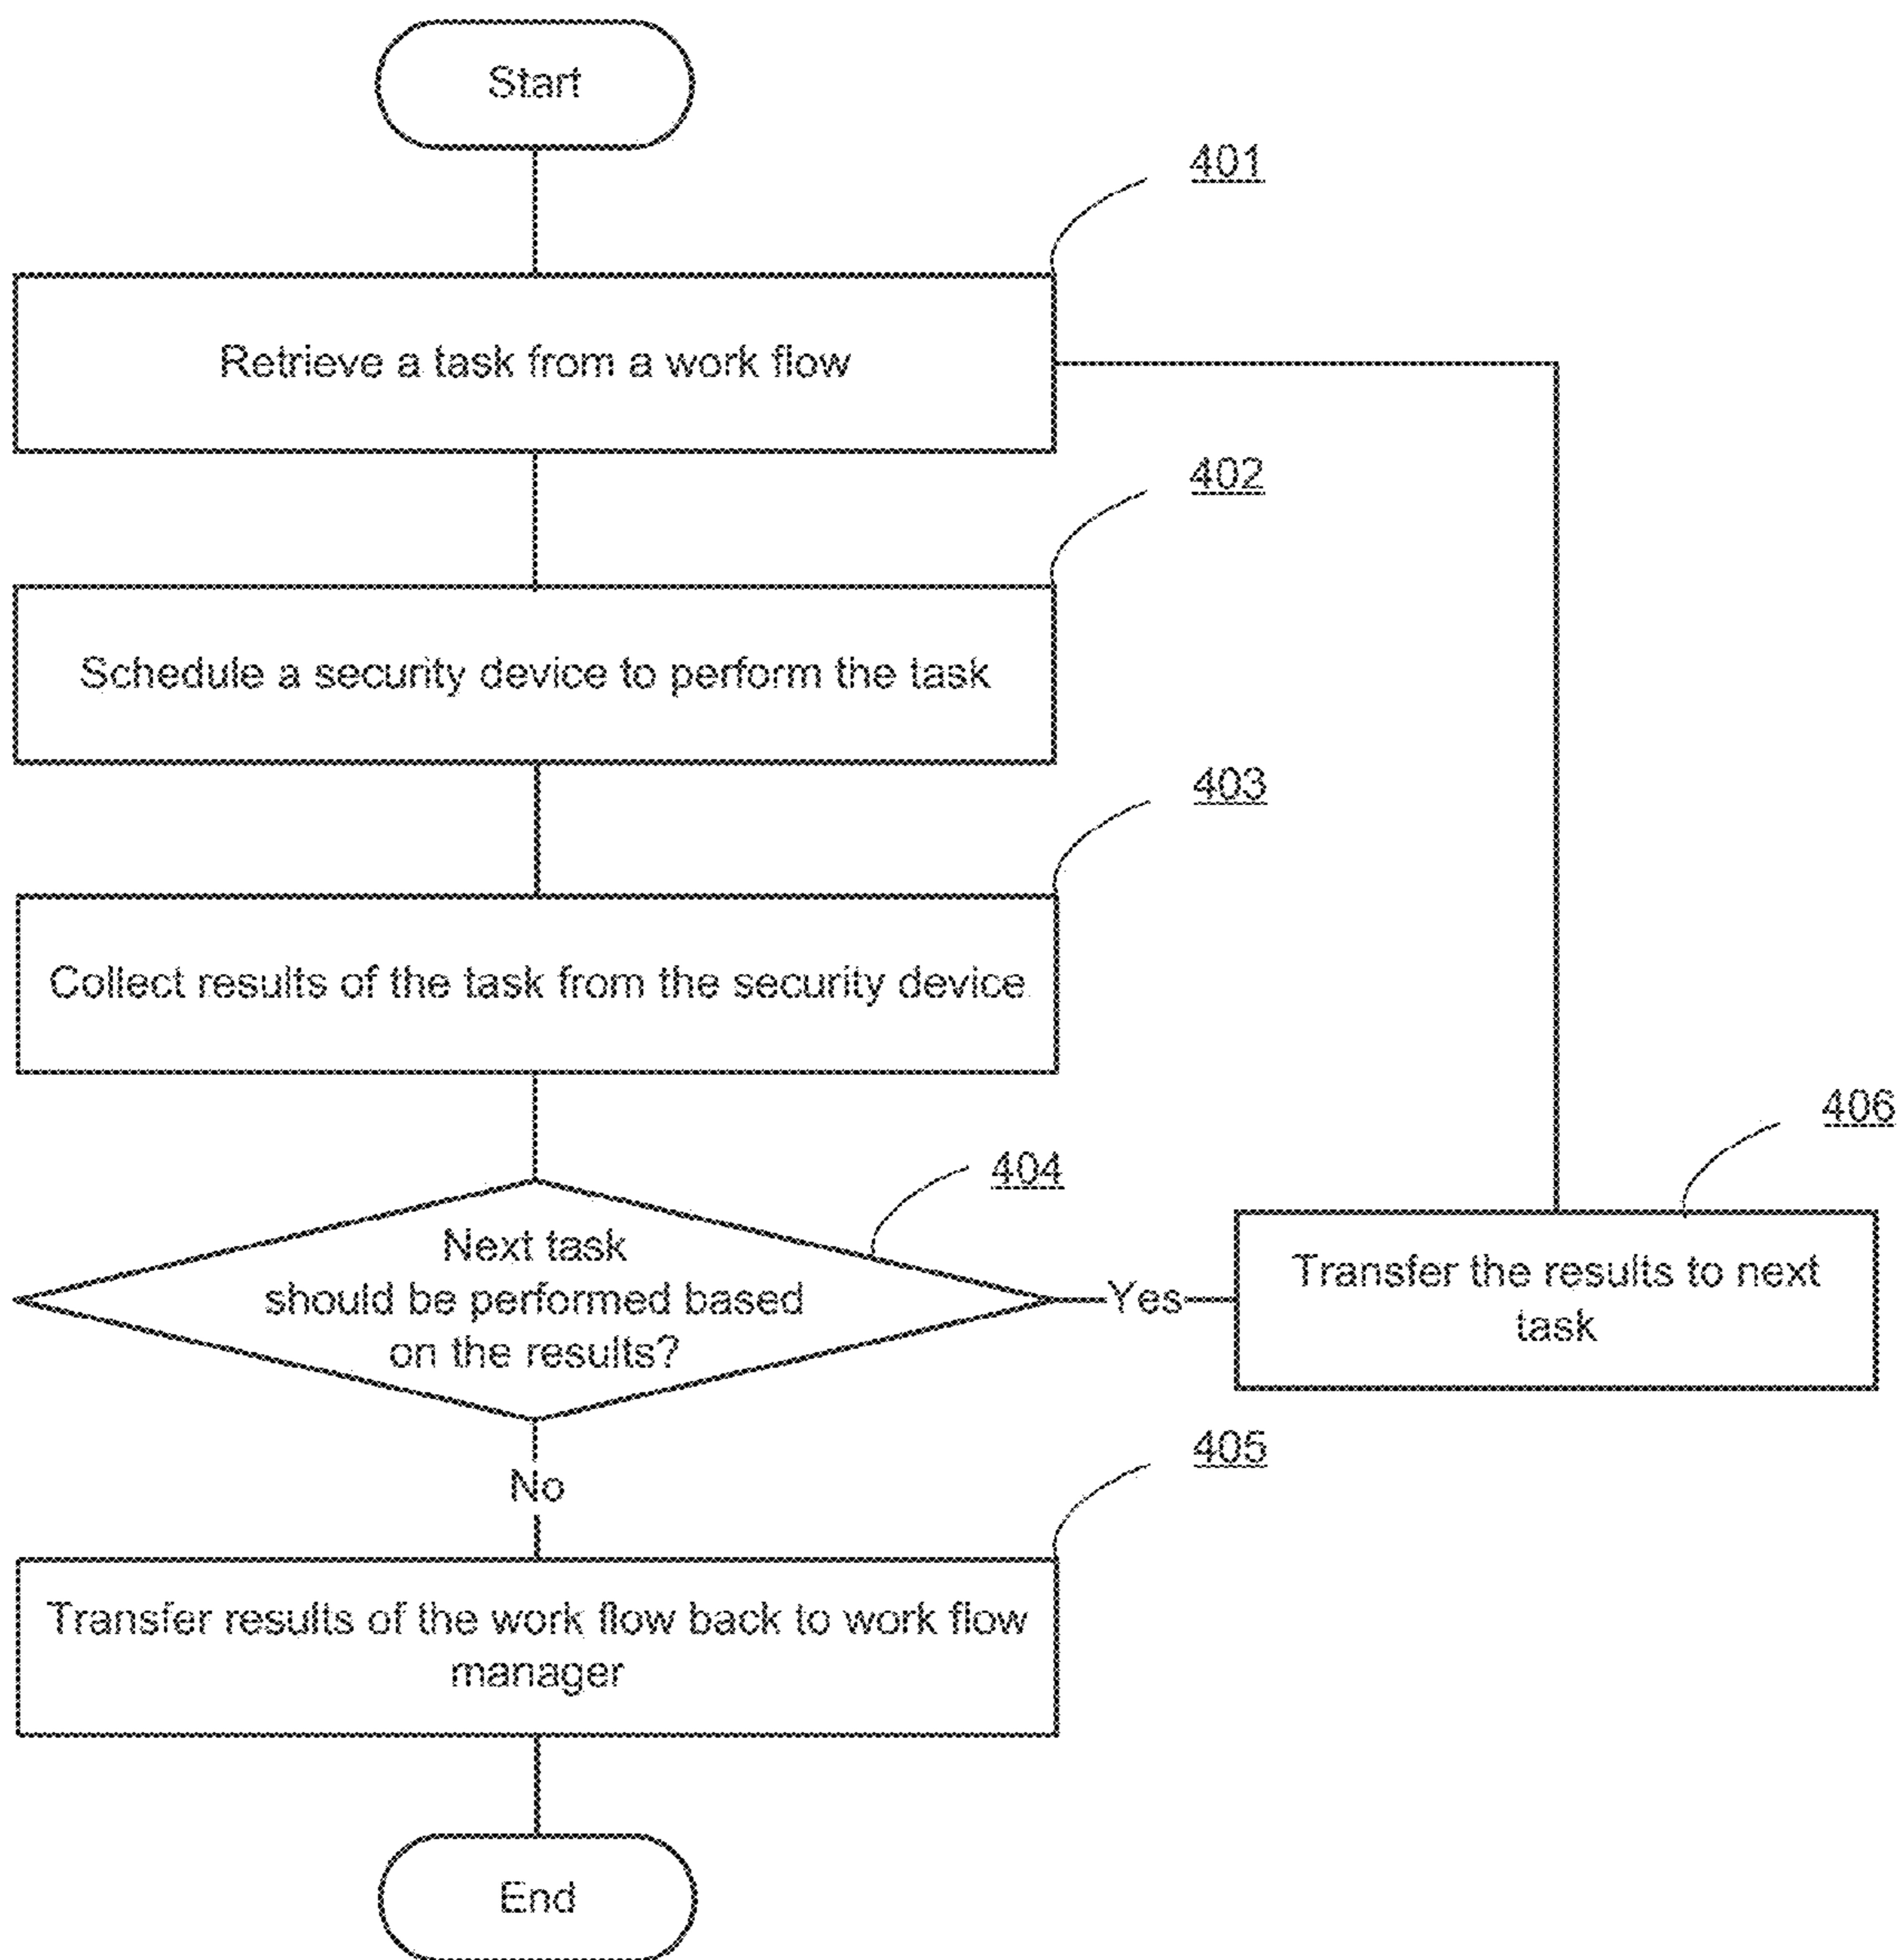 Start
401
Retrieve a task from a work flow
402
Schedule a security device to perform the task
403
Collect results of the task from the security device
404
Next task
should be performed based
on the results?
Yes
406
Transfer the results to next
task
No
405
Transfer results of the work flow back to work flow
manager
End